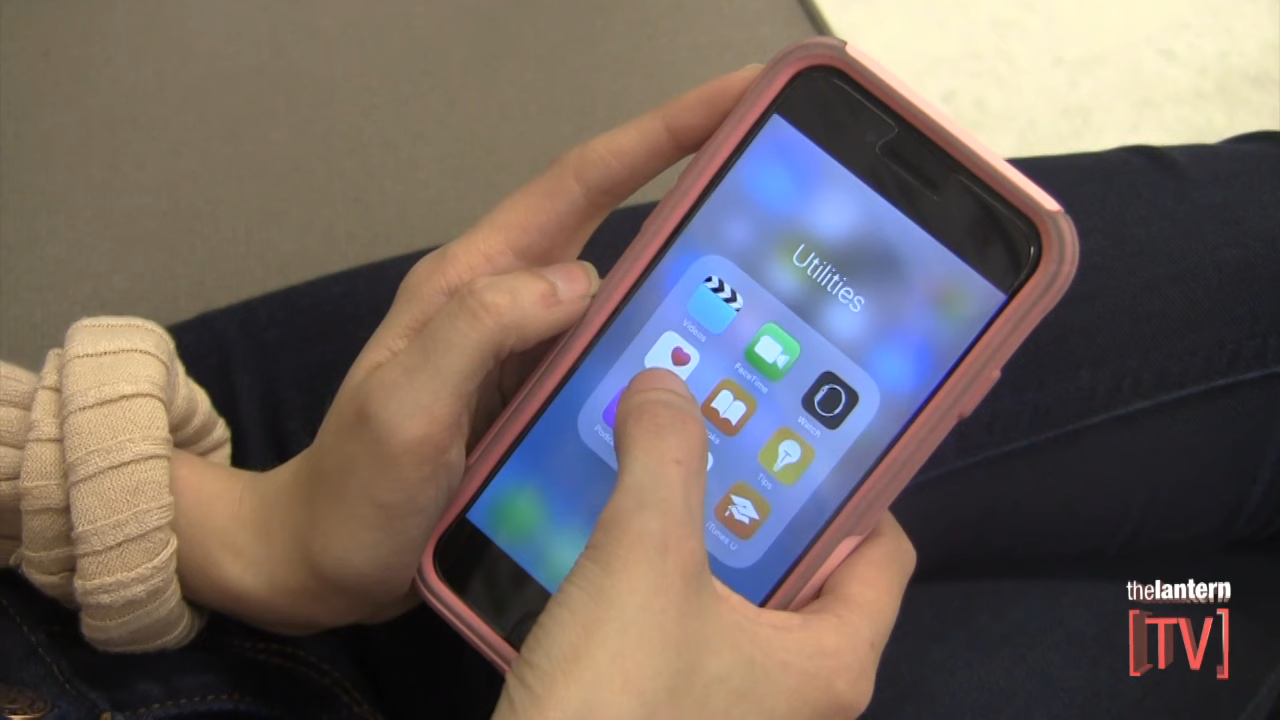 Utilities
Videos
FaceTime
Watch
Tips
iTunes U
thelantern
[TV]